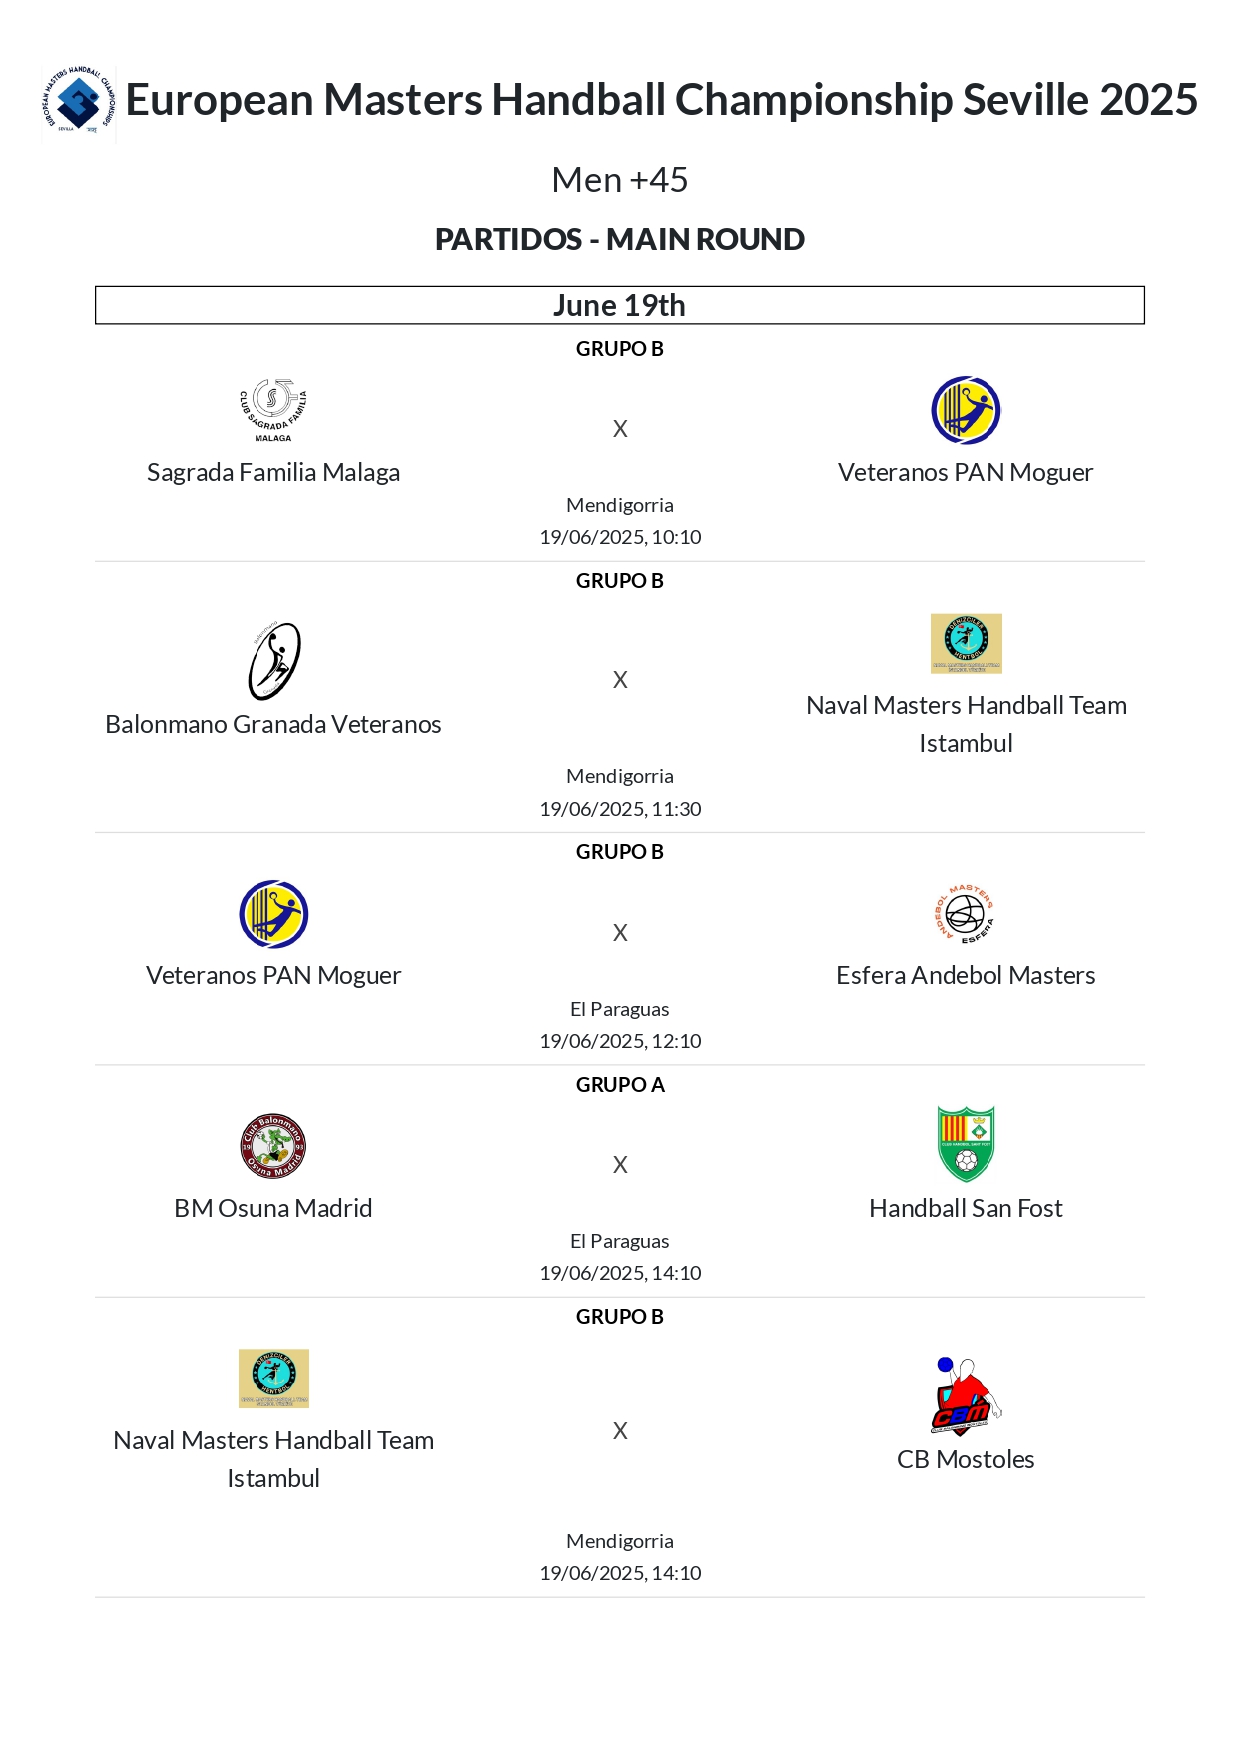 EUROPEAN MASTERS HANDBALL CHAMPIONSHIPS
SEVILLA
European Masters Handball Championship Seville 2025
Men +45
PARTIDOS - MAIN ROUND
June 19th
GRUPO B
CLUB SAGRADA FAMILIA
MALAGA
X
Sagrada Familia Malaga
Veteranos PAN Moguer
Mendigorria
19/06/2025, 10:10
GRUPO B
DENIZCILER
HENTBOL
X
Balonmano Granada Veteranos
Naval Masters Handball Team
Istambul
Mendigorria
19/06/2025, 11:30
GRUPO B
ANDEBOL MASTERS
ESFERA
X
Veteranos PAN Moguer
Esfera Andebol Masters
El Paraguas
19/06/2025, 12:10
GRUPO A
Club Balonmano
19 93
Osuna Madrid
CLUB HANDBOL SANT FOST
X
BM Osuna Madrid
Handball San Fost
El Paraguas
19/06/2025, 14:10
GRUPO B
DENIZCILER
HENTBOL
CBM
X
Naval Masters Handball Team
Istambul
CB Mostoles
Mendigorria
19/06/2025, 14:10